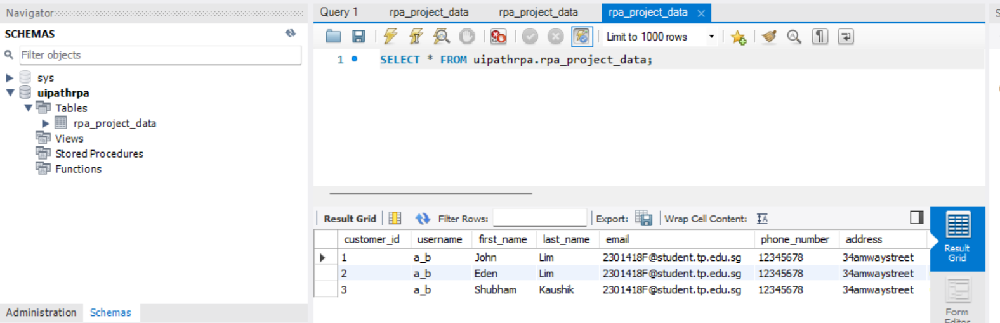 Navigator
SCHEMAS
Filter objects
sys
uipathrpa
Tables
rpa_project_data
Views
Stored Procedures
Functions
Administration Schemas
Query 1 rpa_project_data rpa_project_data rpa_project_data
Limit to 1000 rows
1 SELECT * FROM uipathrpa.rpa_project_data;
Result Grid Filter Rows: Export: Wrap Cell Content: IA
customer_id username first_name last_name email phone_number address
1 a_b John Lim 2301418F@student.tp.edu.sg 12345678 34amwaystreet
2 a_b Eden Lim 2301418F@student.tp.edu.sg 12345678 34amwaystreet
3 a_b Shubham Kaushik 2301418F@student.tp.edu.sg 12345678 34amwaystreet
Result
Grid
Form
Editor
S